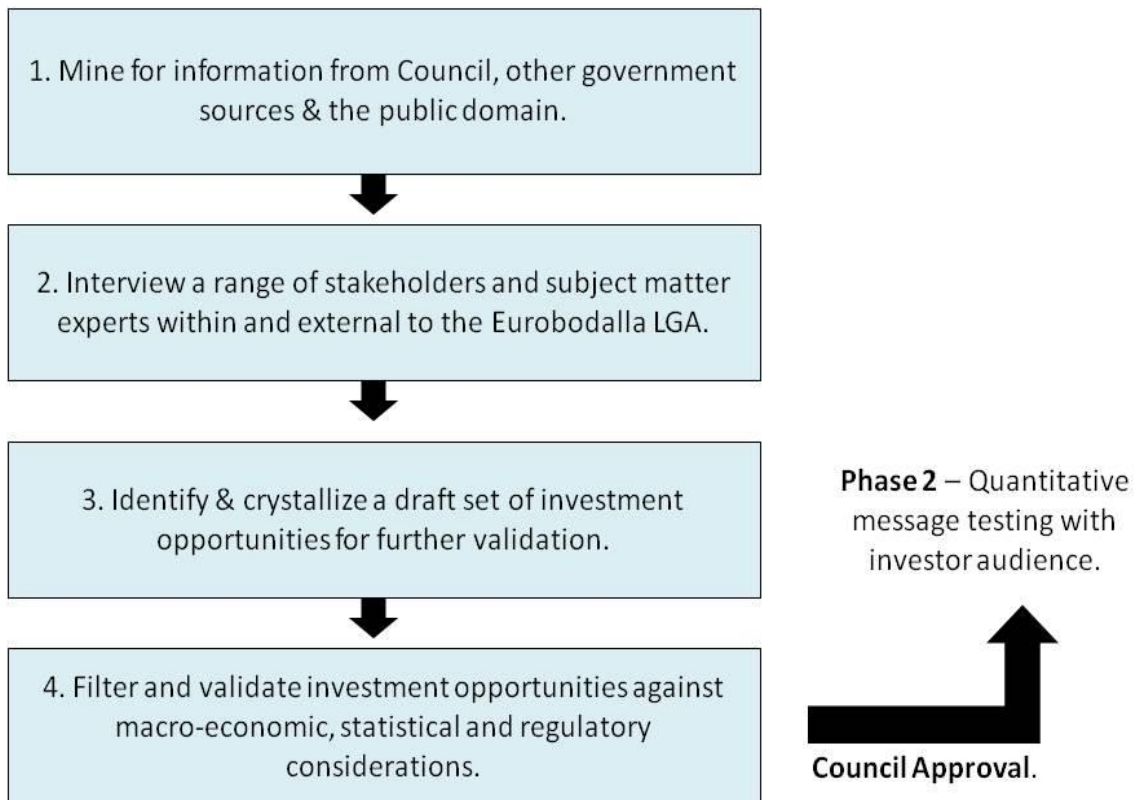 1. Mine for information from Council, other government
sources & the public domain.
2. Interview a range of stakeholders and subject matter
experts within and external to the Eurobodalla LGA.
3. Identify & crystallize a draft set of investment
opportunities for further validation.
4. Filter and validate investment opportunities against
macro-economic, statistical and regulatory
considerations.
Council Approval.
Phase 2 – Quantitative
message testing with
investor audience.